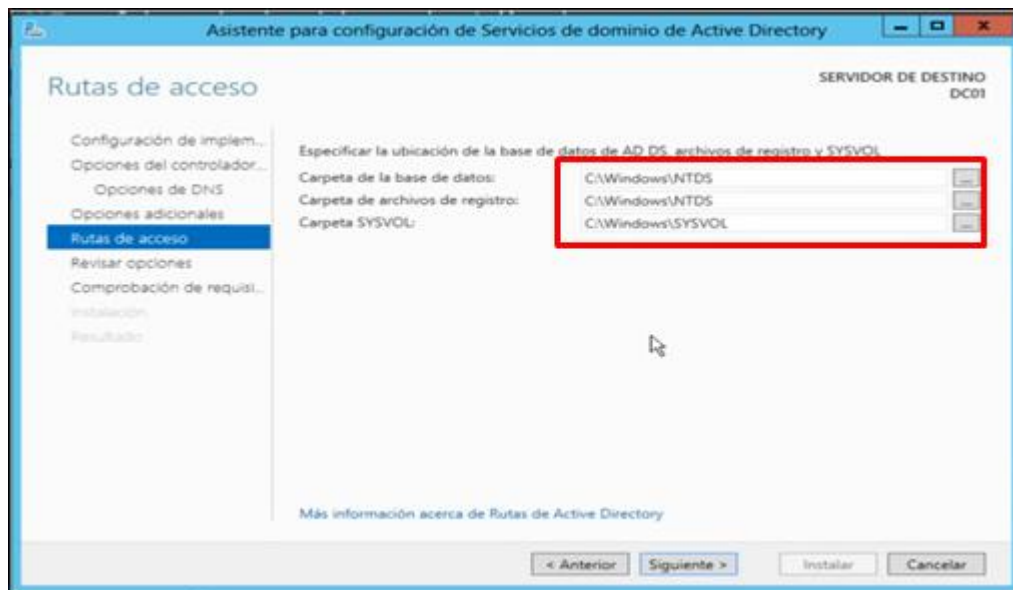 Asistente para configuración de Servicios de dominio de Active Directory
Rutas de acceso
SERVIDOR DE DESTINO
DC01
Configuración de implem...
Opciones del controlador...
Opciones de DNS
Opciones adicionales
Rutas de acceso
Revisar opciones
Comprobación de requisi...
Instalación
Resultado
Especificar la ubicación de la base de datos de AD DS, archivos de registro y SYSVOL
Carpeta de la base de datos: C:\Windows\NTDS ...
Carpeta de archivos de registro: C:\Windows\NTDS ...
Carpeta SYSVOL: C:\Windows\SYSVOL ...
Más información acerca de Rutas de Active Directory
< Anterior Siguiente > Instalar Cancelar